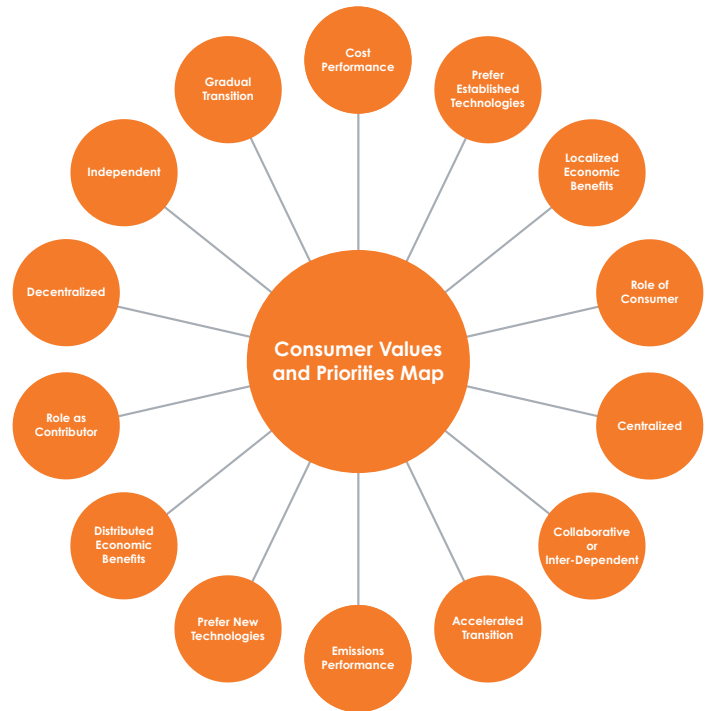 Cost
Performance
Prefer
Established
Technologies
Localized
Economic
Benefits
Role of
Consumer
Centralized
Collaborative
or
Inter-Dependent
Accelerated
Transition
Emissions
Performance
Prefer New
Technologies
Distributed
Economic
Benefits
Role as
Contributor
Decentralized
Independent
Gradual
Transition
Consumer Values
and Priorities Map